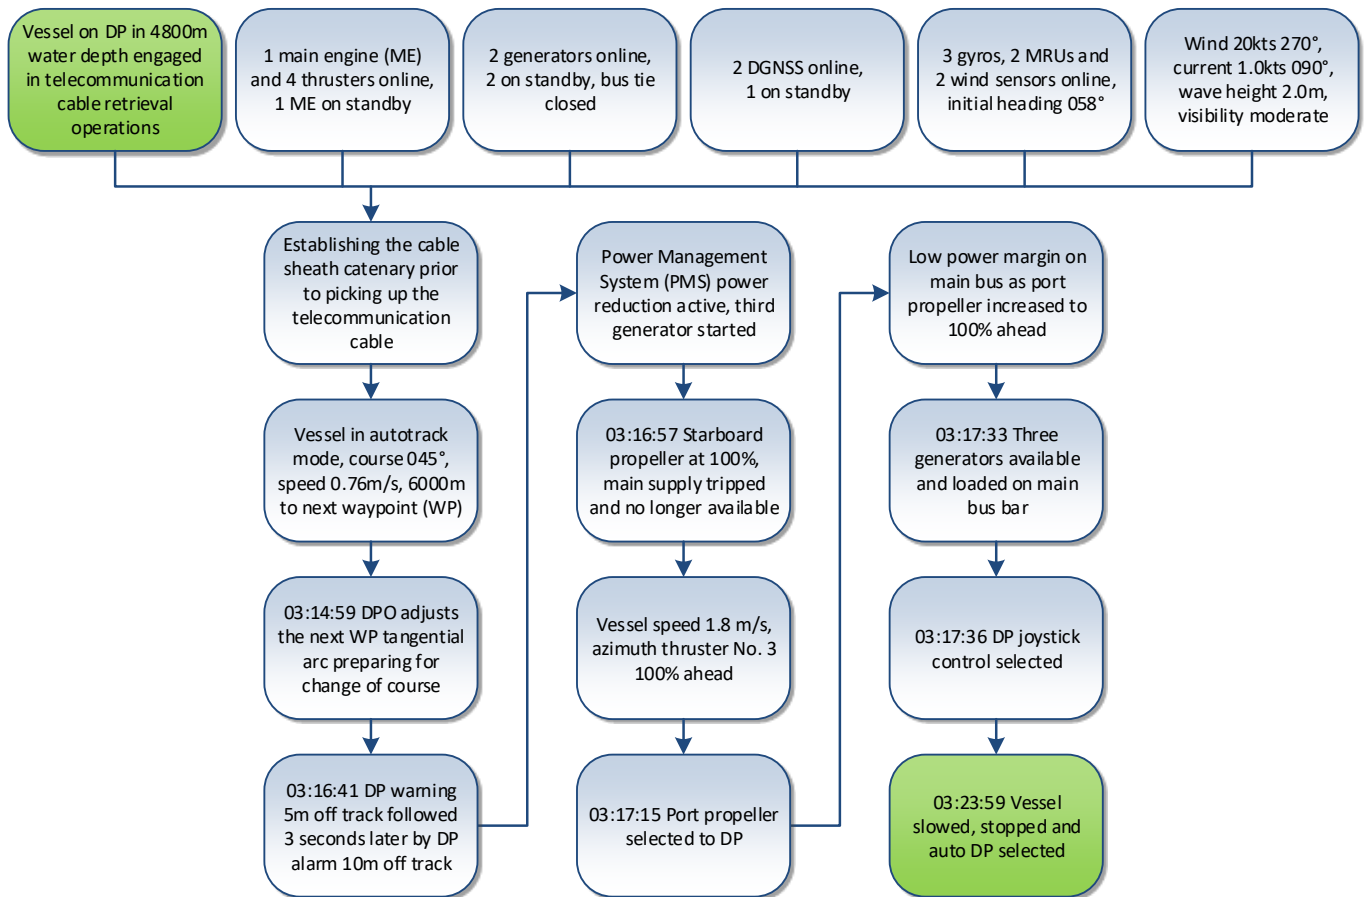 Vessel on DP in 4800m
water depth engaged
in telecommunication
cable retrieval
operations
1 main engine (ME)
and 4 thrusters online,
1 ME on standby
2 generators online,
2 on standby, bus tie
closed
2 DGNSS online,
1 on standby
3 gyros, 2 MRUs and
2 wind sensors online,
initial heading 058°
Wind 20kts 270°,
current 1.0kts 090°,
wave height 2.0m,
visibility moderate
Establishing the cable
sheath catenary prior
to picking up the
telecommunication
cable
Vessel in autotrack
mode, course 045°,
speed 0.76m/s, 6000m
to next waypoint (WP)
03:14:59 DPO adjusts
the next WP tangential
arc preparing for
change of course
03:16:41 DP warning
5m off track followed
3 seconds later by DP
alarm 10m off track
Power Management
System (PMS) power
reduction active, third
generator started
03:16:57 Starboard
propeller at 100%,
main supply tripped
and no longer available
Vessel speed 1.8 m/s,
azimuth thruster No. 3
100% ahead
03:17:15 Port propeller
selected to DP
Low power margin on
main bus as port
propeller increased to
100% ahead
03:17:33 Three
generators available
and loaded on main
bus bar
03:17:36 DP joystick
control selected
03:23:59 Vessel
slowed, stopped and
auto DP selected